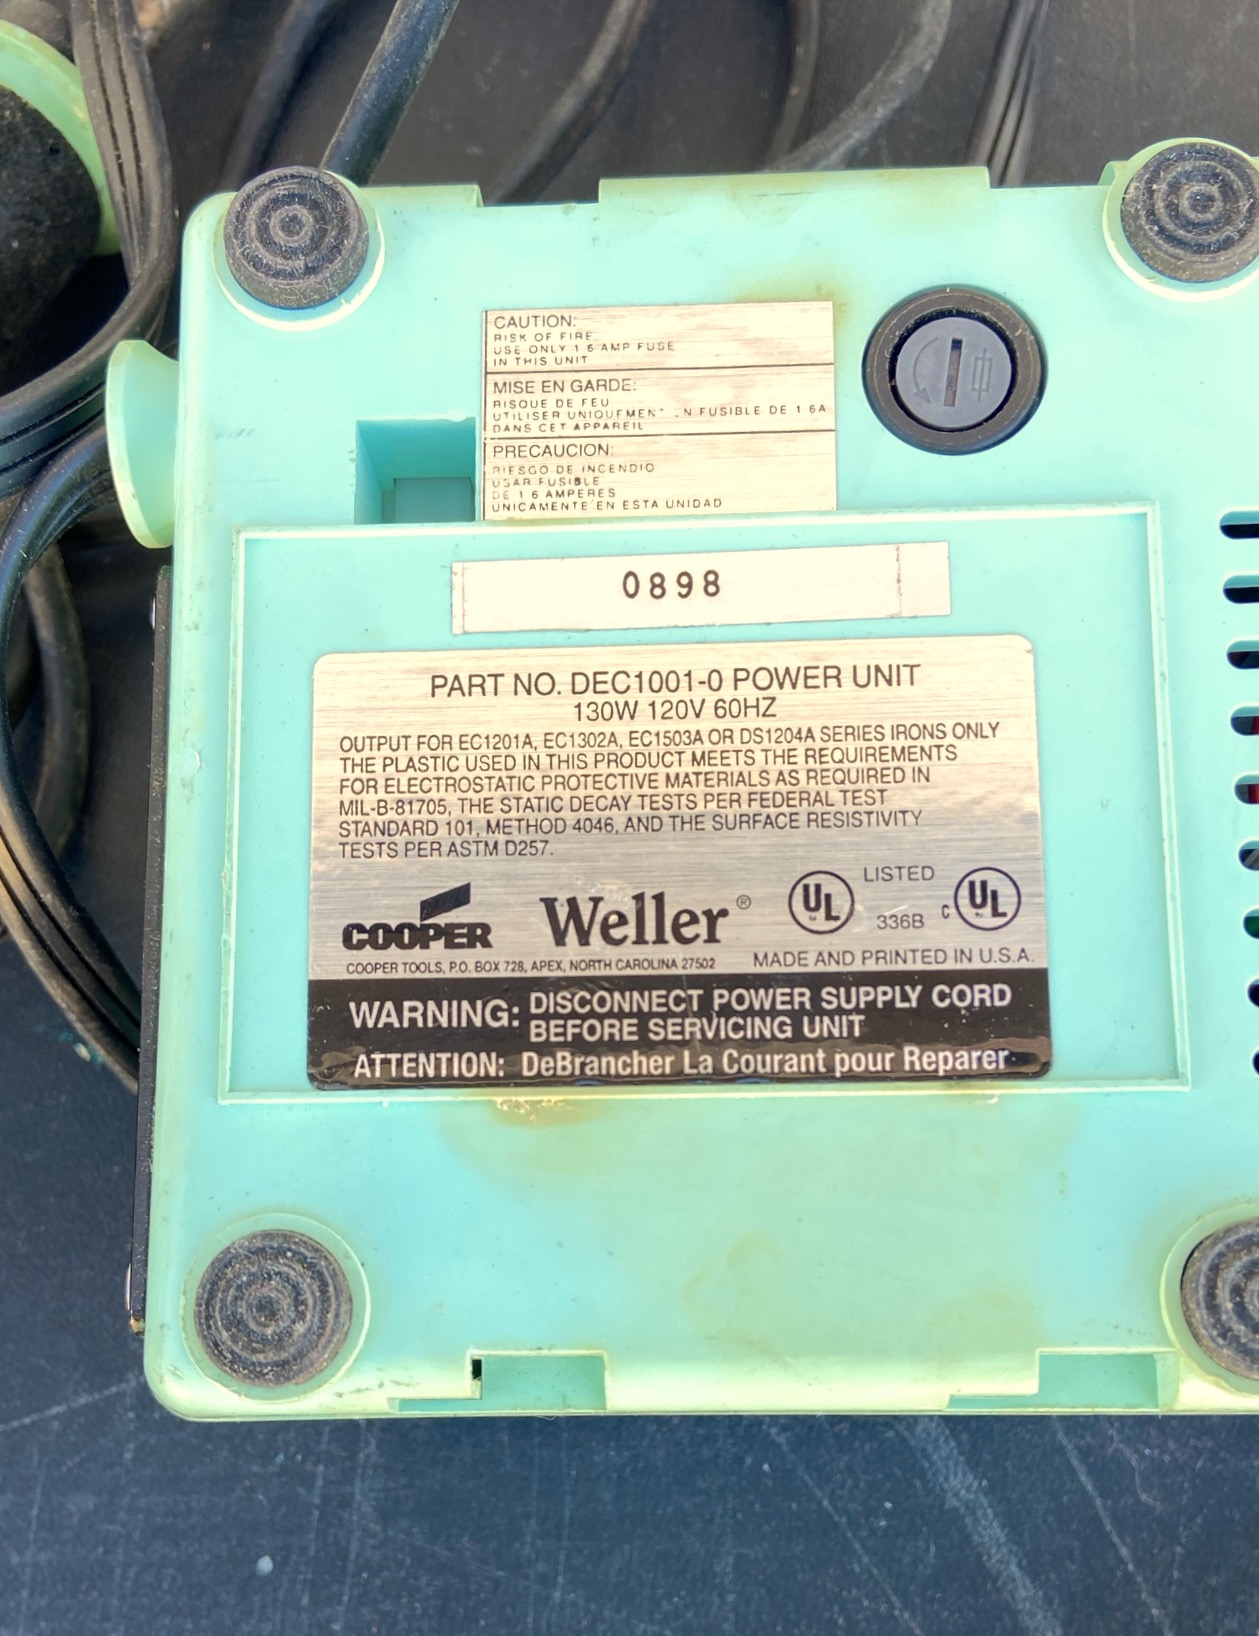 CAUTION:
RISK OF FIRE
USE ONLY 1 6 AMP FUSE
IN THIS UNIT
MISE EN GARDE:
RISQUE DE FEU
UTILISER UNIQUEMENT EN FUSIBLE DE 1 6A
DANS CET APPAREIL
PRECAUCION:
RIESGO DE INCENDIO
USAR FUSIBLE
DE 1 6 AMPERES
UNICAMENTE EN ESTA UNIDAD
0898
PART NO. DEC1001-0 POWER UNIT
130W 120V 60HZ
OUTPUT FOR EC1201A, EC1302A, EC1503A OR DS1204A SERIES IRONS ONLY
THE PLASTIC USED IN THIS PRODUCT MEETS THE REQUIREMENTS
FOR ELECTROSTATIC PROTECTIVE MATERIALS AS REQUIRED IN
MIL-B-81705, THE STATIC DECAY TESTS PER FEDERAL TEST
STANDARD 101, METHOD 4046, AND THE SURFACE RESISTIVITY
TESTS PER ASTM D257.
COOPER Weller® UL LISTED 336B c UL
COOPER TOOLS, P.O. BOX 728, APEX, NORTH CAROLINA 27502 MADE AND PRINTED IN U.S.A.
WARNING: DISCONNECT POWER SUPPLY CORD
BEFORE SERVICING UNIT
ATTENTION: DeBrancher La Courant pour Reparer